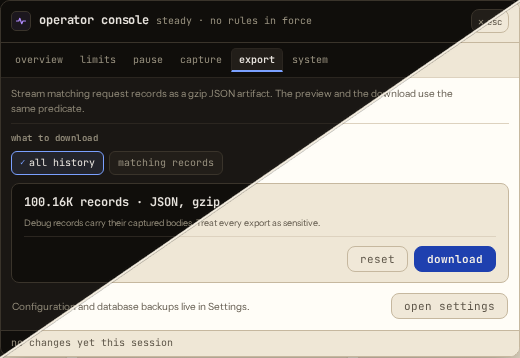 operator console steady · no rules in force × esc
overview limits pause capture export system
Stream matching request records as a gzip JSON artifact. The preview and the download use the
same predicate.
what to download
✓ all history matching records
100.16K records · JSON, gzip
Debug records carry their captured bodies. Treat every export as sensitive.
reset download
Configuration and database backups live in Settings. open settings
no changes yet this session